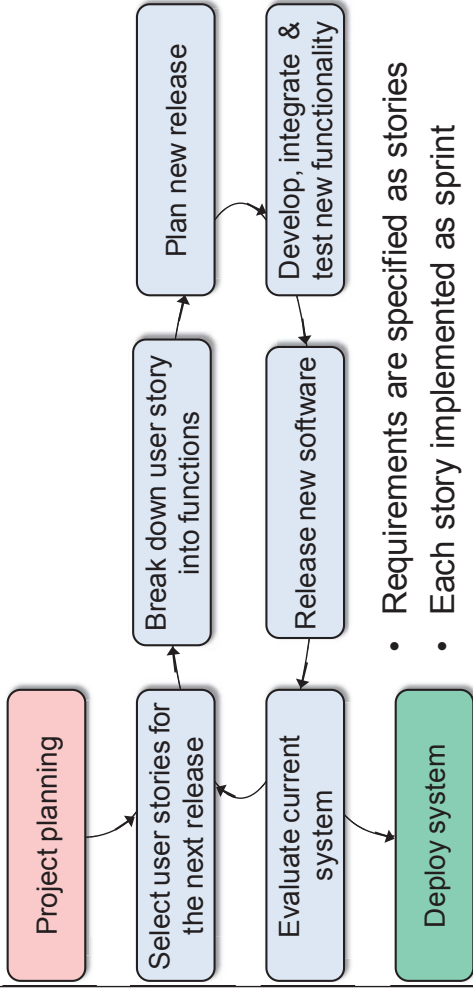 Project planning
Select user stories for
the next release
Break down user story
into functions
Plan new release
Evaluate current
system
Release new software
Develop, integrate &
test new functionality
Deploy system
• Requirements are specified as stories
• Each story implemented as sprint